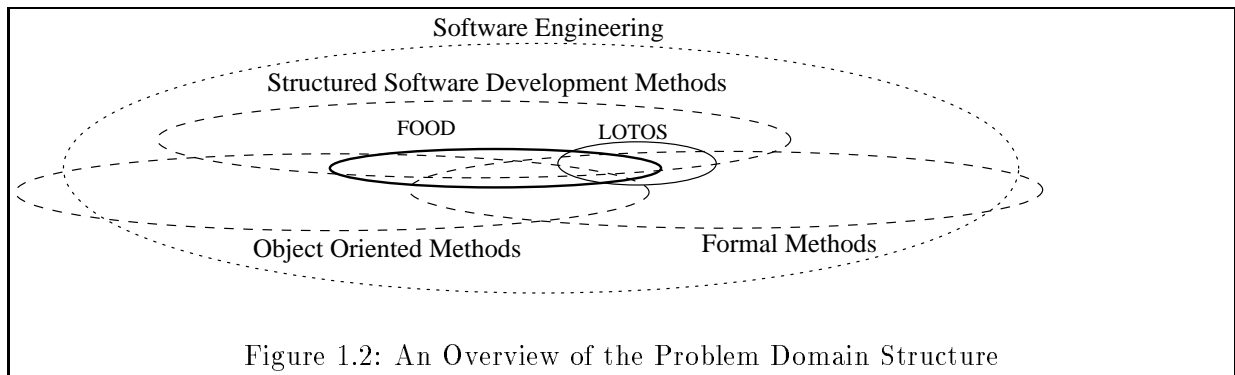 Software Engineering
Structured Software Development Methods
FOOD
LOTOS
Object Oriented Methods
Formal Methods
Figure 1.2: An Overview of the Problem Domain Structure